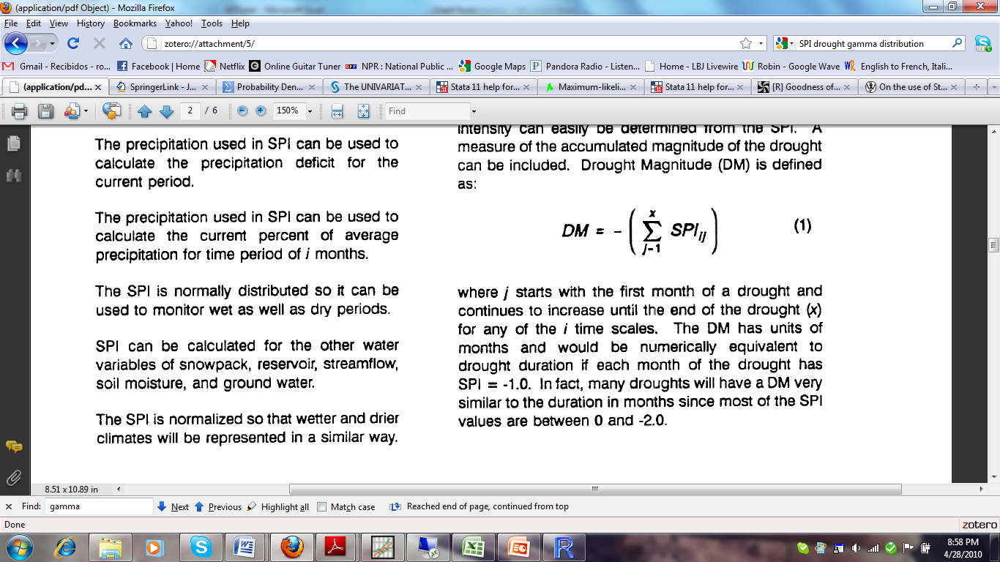 (application/pdf Object) - Mozilla Firefox
File Edit View History Bookmarks Yahoo! Tools Help
zotero://attachment/5/
SPI drought gamma distribution
Gmail - Recibidos - ro... Facebook | Home Netflix Online Guitar Tuner npr NPR : National Public ... Google Maps P Pandora Radio - Listen... Home - LBJ Livewire Robin - Google Wave WR English to French, Itali...
(application/pd... SpringerLink - J... Probability Den... The UNIVARIAT... Stata 11 help for... Maximum-likeli... Stata 11 help for... [R] Goodness of... On the use of St...
2 / 6 150% Find
The precipitation used in SPI can be used to
calculate the precipitation deficit for the
current period.
The precipitation used in SPI can be used to
calculate the current percent of average
precipitation for time period of i months.
The SPI is normally distributed so it can be
used to monitor wet as well as dry periods.
SPI can be calculated for the other water
variables of snowpack, reservoir, streamflow,
soil moisture, and ground water.
The SPI is normalized so that wetter and drier
climates will be represented in a similar way.
intensity can easily be determined from the SPI. A
measure of the accumulated magnitude of the drought
can be included. Drought Magnitude (DM) is defined
as:
x
DM = - ( ∑ SPI ij ) (1)
j-1
where j starts with the first month of a drought and
continues to increase until the end of the drought (x)
for any of the i time scales. The DM has units of
months and would be numerically equivalent to
drought duration if each month of the drought has
SPI = -1.0. In fact, many droughts will have a DM very
similar to the duration in months since most of the SPI
values are between 0 and -2.0.
8.51 x 10.89 in
Find: gamma Next Previous Highlight all Match case Reached end of page, continued from top
Done
zotero
8:58 PM
4/28/2010